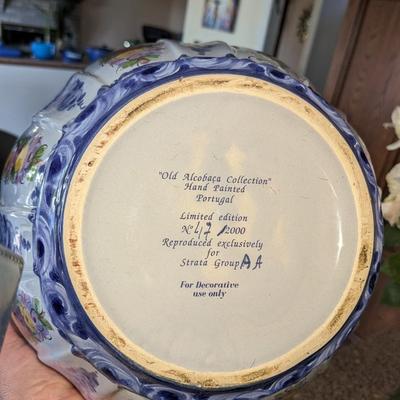 "Old Alcobaça Collection"
Hand Painted
Portugal
Limited edition
Nº 47/2000
Reproduced exclusively
for
Strata Group AA
For Decorative
use only